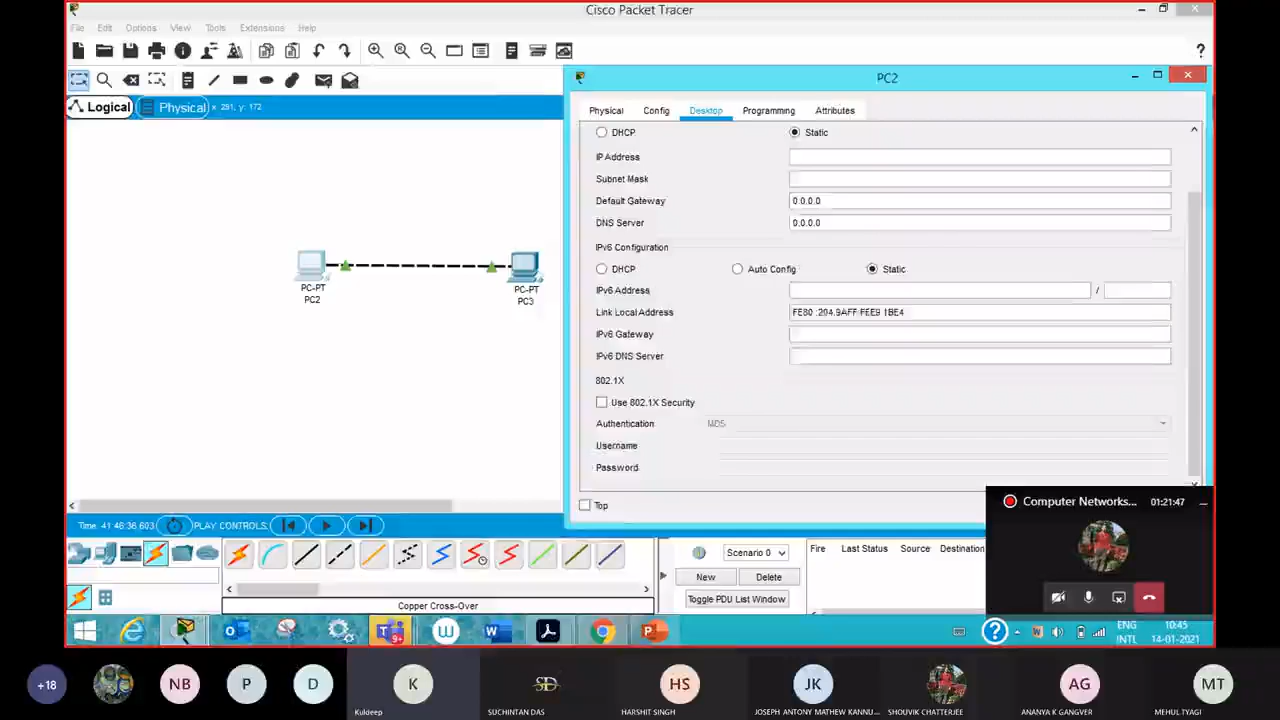 Cisco Packet Tracer
File Edit Options View Tools Extensions Help
?
PC2
Logical Physical x: 291, y: 172
Physical Config Desktop Programming Attributes
DHCP Static
IP Address
Subnet Mask
Default Gateway 0.0.0.0
DNS Server 0.0.0.0
IPv6 Configuration
DHCP Auto Config Static
IPv6 Address /
Link Local Address
IPv6 Gateway
IPv6 DNS Server
802.1X
Use 802.1X Security
Authentication MD5
Username
Password
Top
PC-PT
PC2
PC-PT
PC3
Computer Networks... 01:21:47
Time: 41:46:36.603 PLAY CONTROLS:
Scenario 0
Fire Last Status Source Destination
New Delete
Toggle PDU List Window
Copper Cross-Over
9+
ENG
INTL
10:45
14-01-2021
+18 NB P D K SD HS JK AG MT
Kuldeep SUCHINTAN DAS HARSHIT SINGH JOSEPH ANTONY MATHEW KANNU... SHOUVIK CHATTERJEE ANANYA K GANGVER MEHUL TYAGI